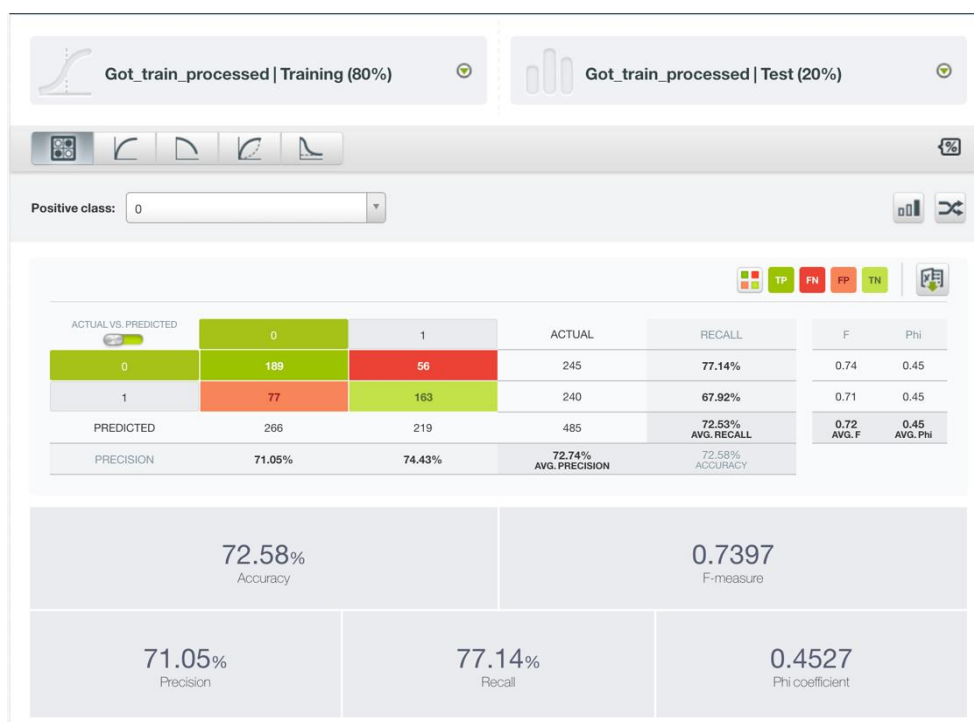 Got_train_processed | Training (80%)
Got_train_processed | Test (20%)
%
Positive class: 0
TP FN FP TN
ACTUAL VS. PREDICTED 0 1 ACTUAL RECALL F Phi
0 189 56 245 77.14% 0.74 0.45
1 77 163 240 67.92% 0.71 0.45
PREDICTED 266 219 485 72.53% 0.72 0.45
AVG. RECALL AVG. F AVG. Phi
PRECISION 71.05% 74.43% 72.74% 72.58%
AVG. PRECISION ACCURACY
72.58% 0.7397
Accuracy F-measure
71.05% 77.14% 0.4527
Precision Recall Phi coefficient